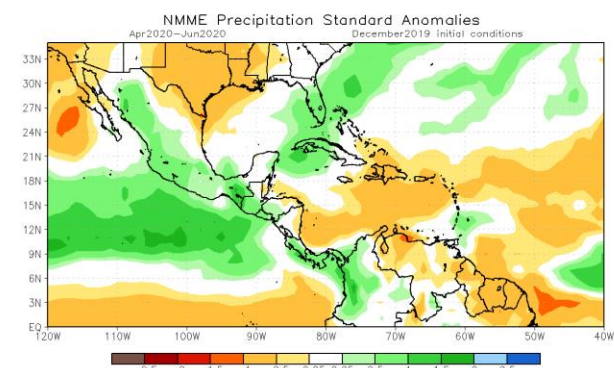 NMME Precipitation Standard Anomalies
Apr2020–Jun2020 December2019 initial conditions
33N
30N
27N
24N
21N
18N
15N
12N
9N
6N
3N
EQ
120W 110W 100W 90W 80W 70W 60W 50W 40W